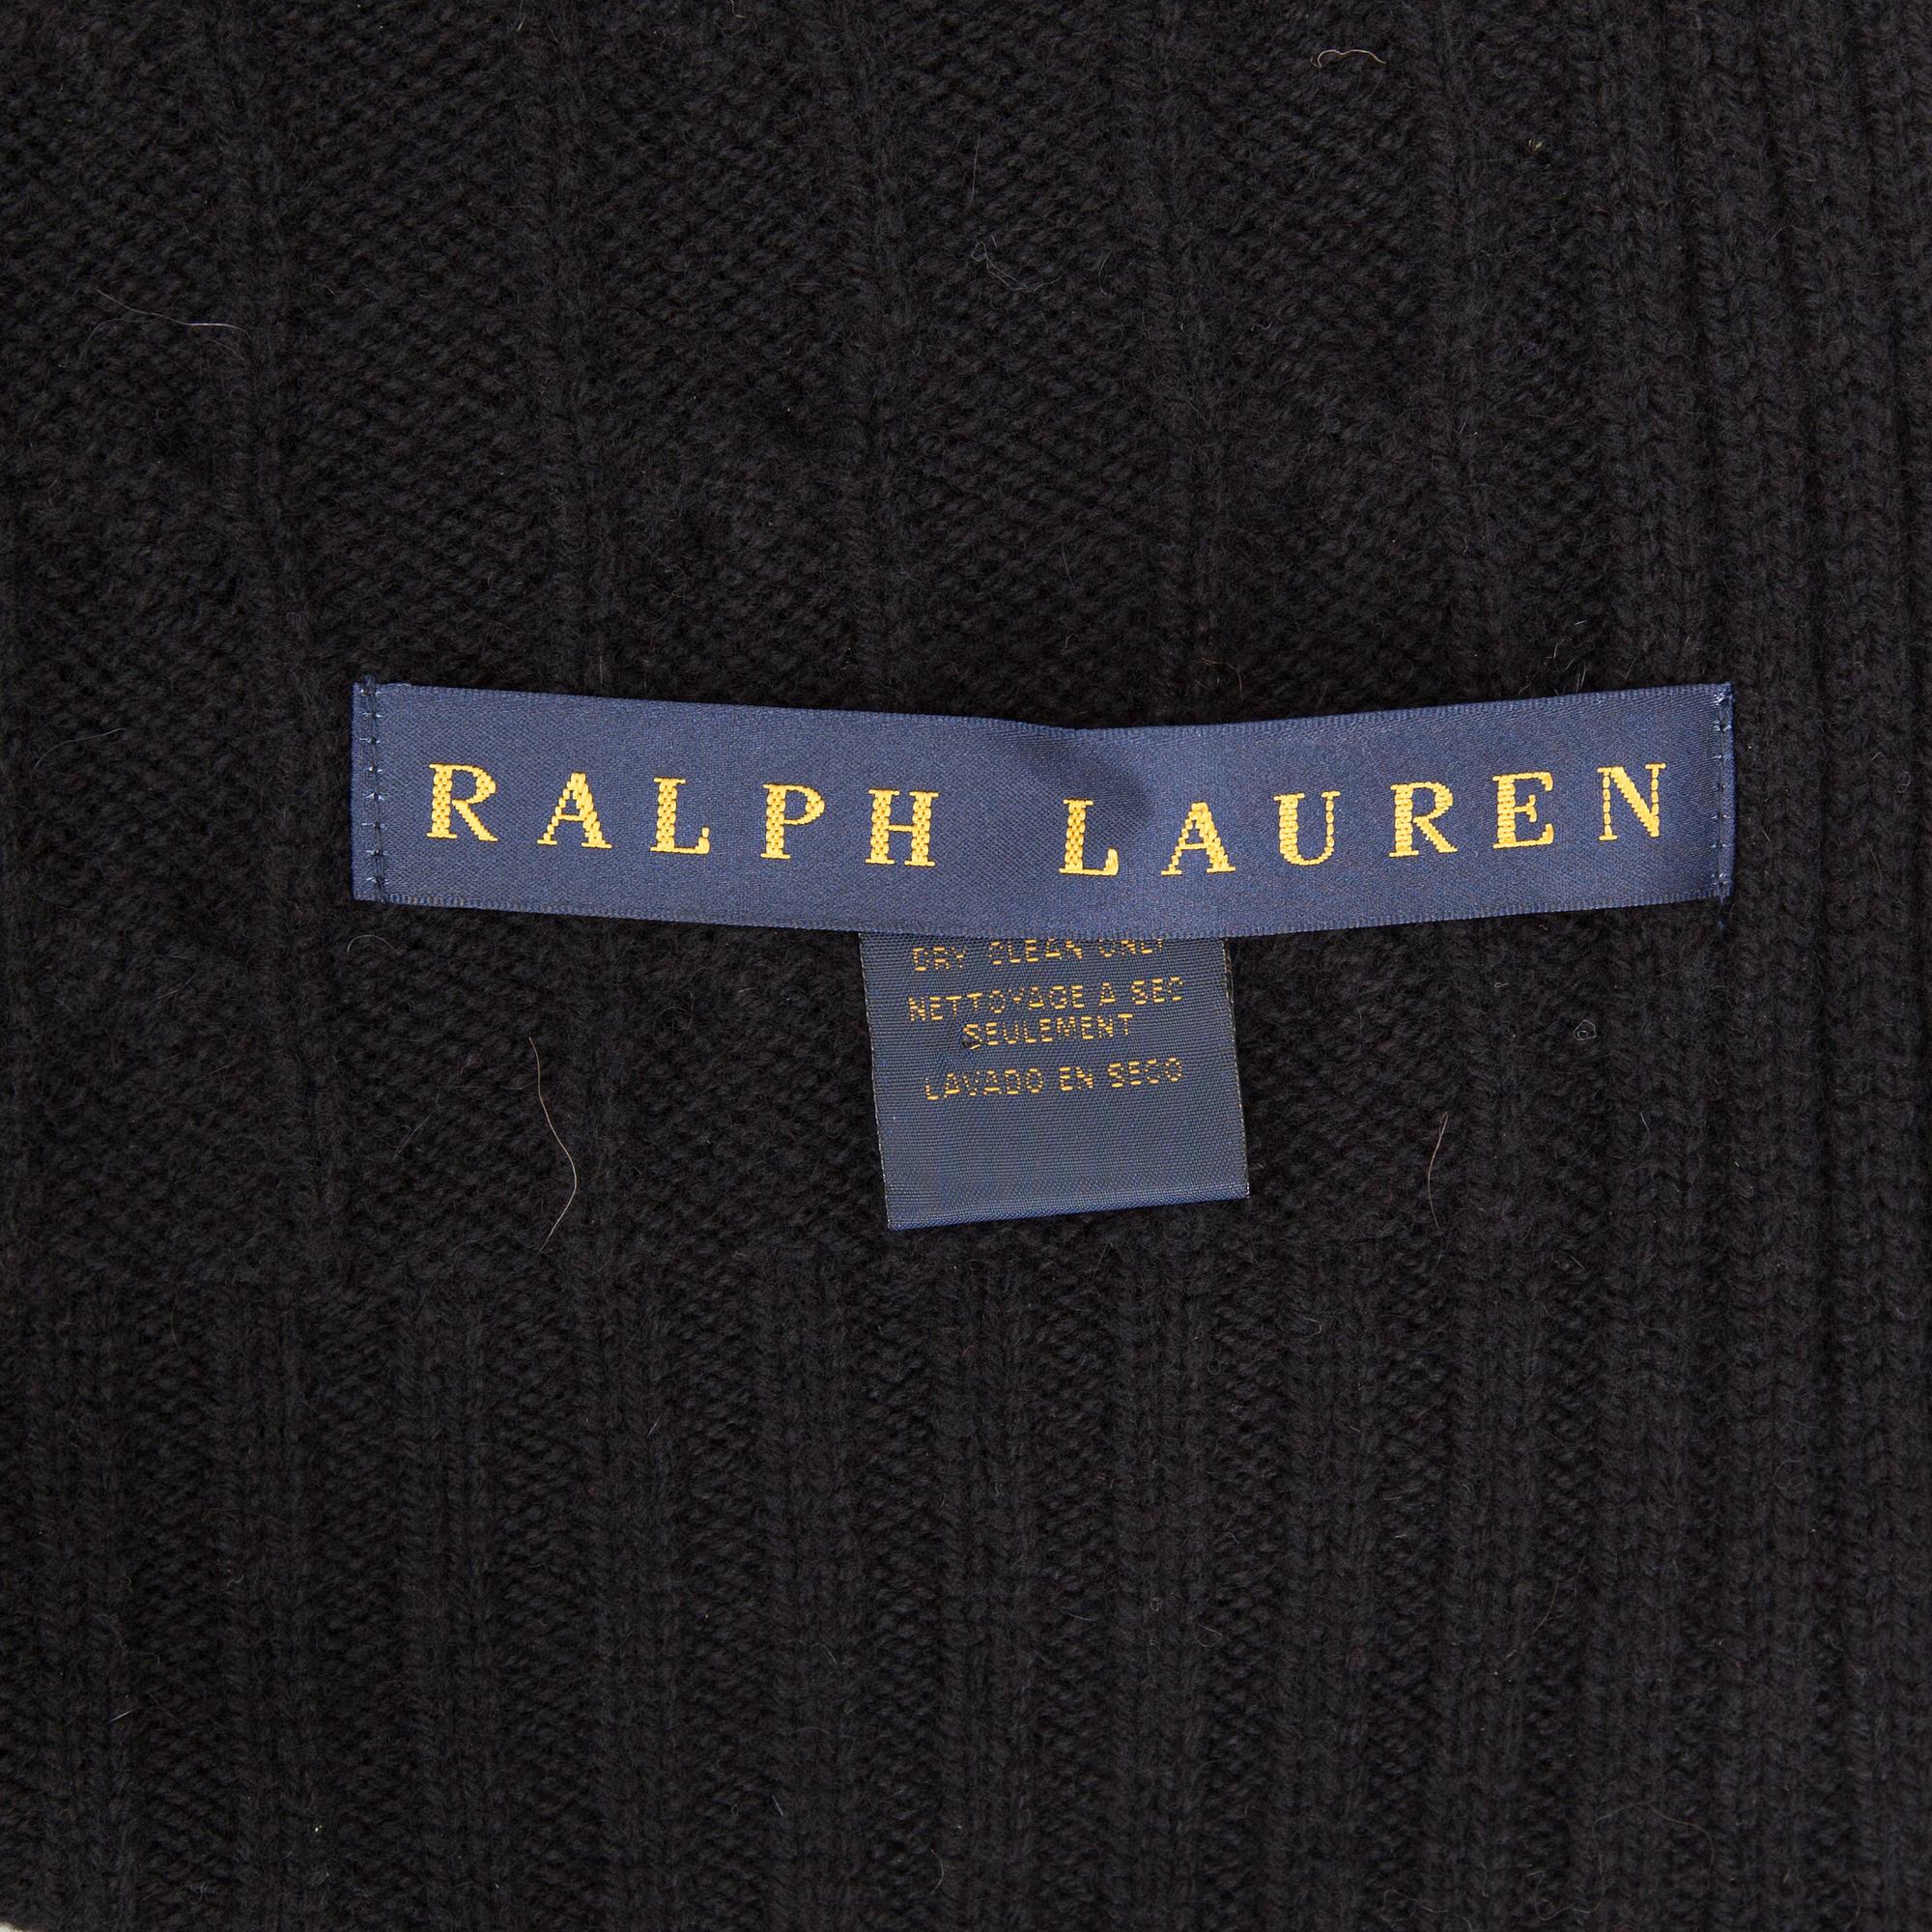 RALPH LAUREN
DRY CLEAN ONLY
NETTOYAGE A SEC
SEULEMENT
LAVADO EN SECO